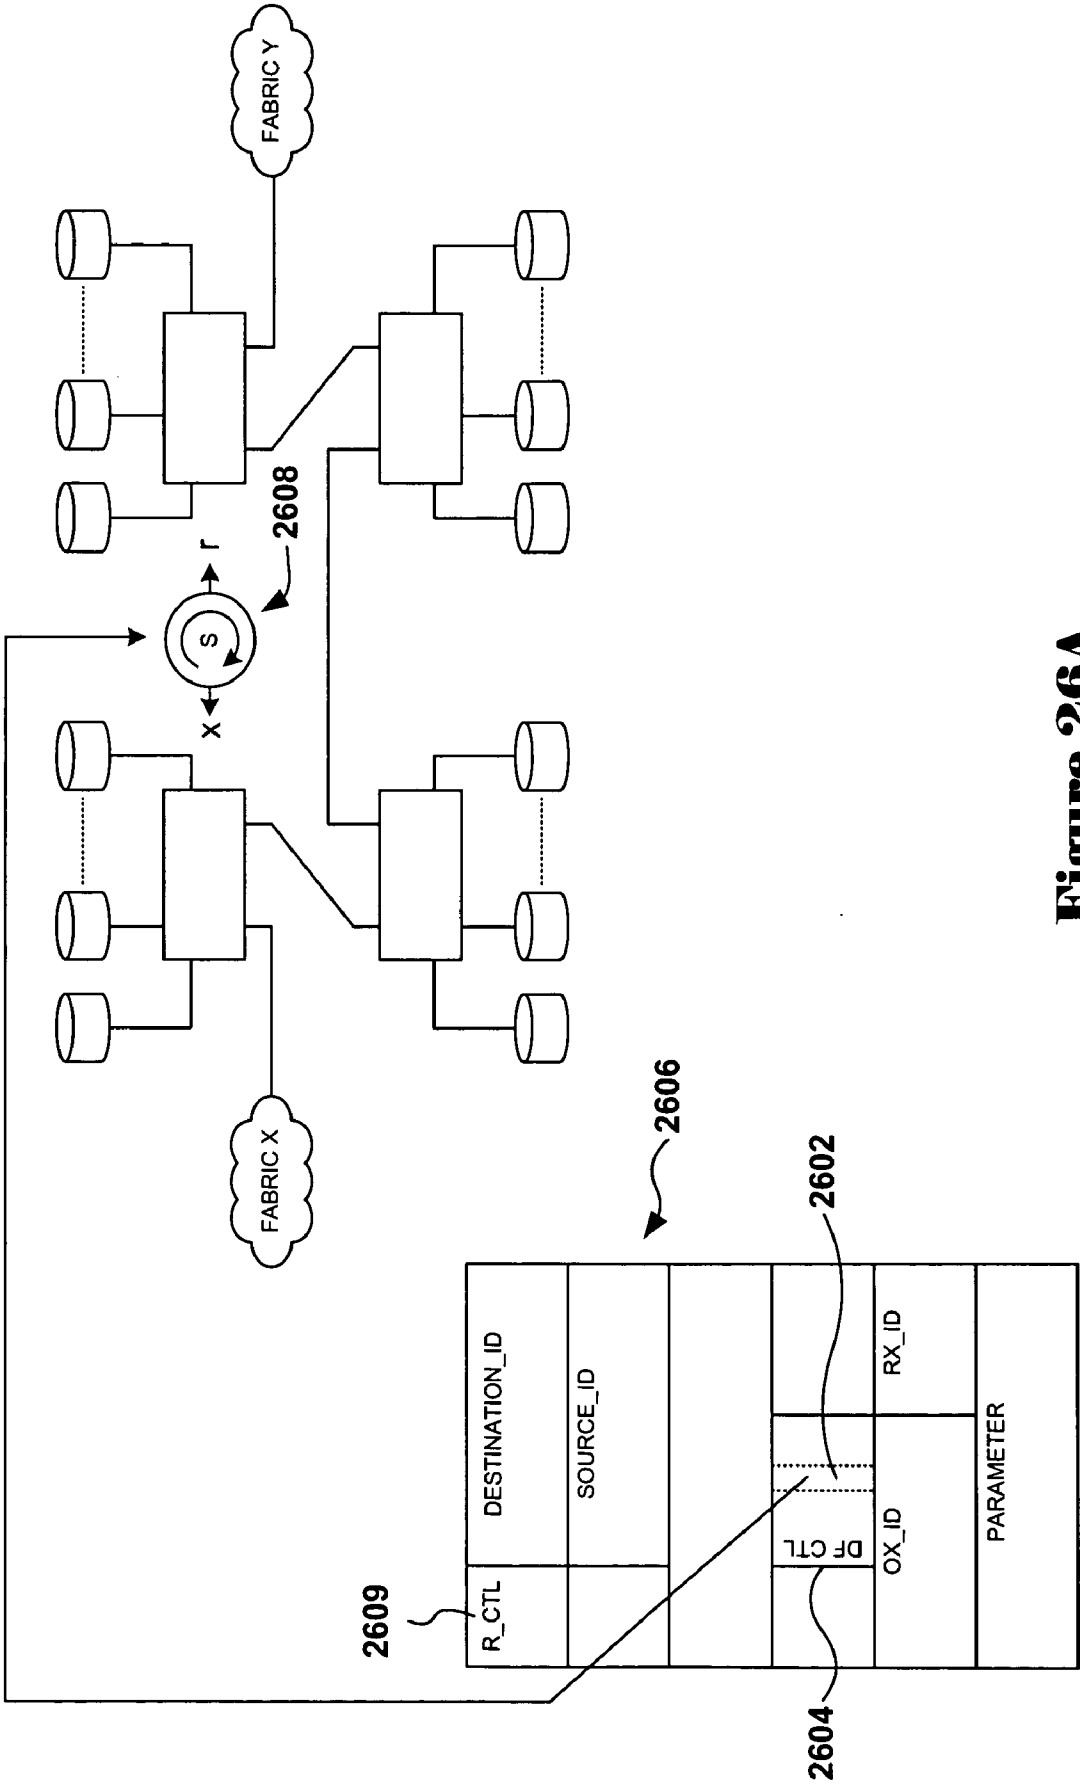 FABRIC X
FABRIC Y
X
S
r
2608
2606
2609
R_CTL
DESTINATION_ID
SOURCE_ID
2604
DF CTL
2602
OX_ID
RX_ID
PARAMETER
Figure 26A